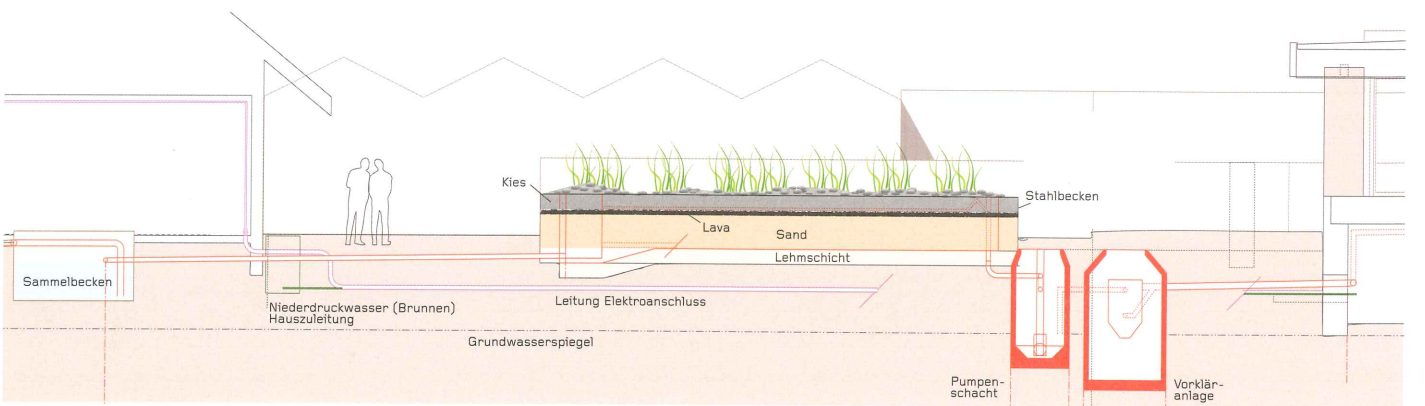 Kies
Stahlbecken
Lava
Sand
Lehmschicht
Sammelbecken
Niederdruckwasser (Brunnen)
Hauszuleitung
Leitung Elektroanschluss
Grundwasserspiegel
Pumpen-
schacht
Vorklär-
anlage